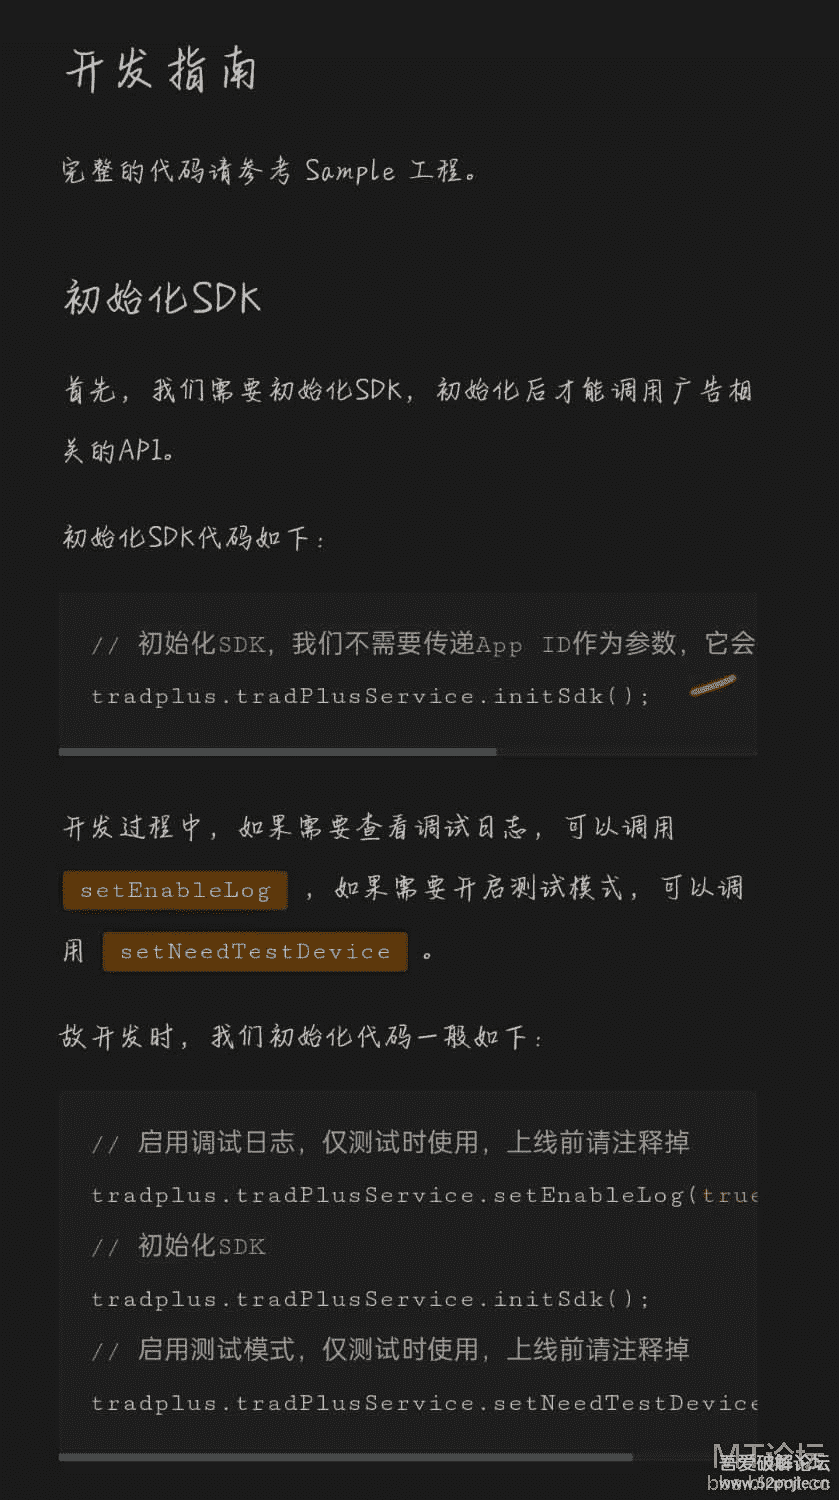 开发指南
完整的代码请参考 Sample 工程。
初始化SDK
首先，我们需要初始化SDK，初始化后才能调用广告相
关的API。
初始化SDK代码如下：
// 初始化SDK，我们不需要传递App ID作为参数，它会
tradplus.tradPlusService.initSdk();
开发过程中，如果需要查看调试日志，可以调用
setEnableLog ，如果需要开启测试模式，可以调
用 setNeedTestDevice 。
故开发时，我们初始化代码一般如下：
// 启用调试日志，仅测试时使用，上线前请注释掉
tradplus.tradPlusService.setEnableLog(true
// 初始化SDK
tradplus.tradPlusService.initSdk();
// 启用测试模式，仅测试时使用，上线前请注释掉
tradplus.tradPlusService.setNeedTestDevice
MT论坛
吾爱破解论坛
www.52pojie.cn